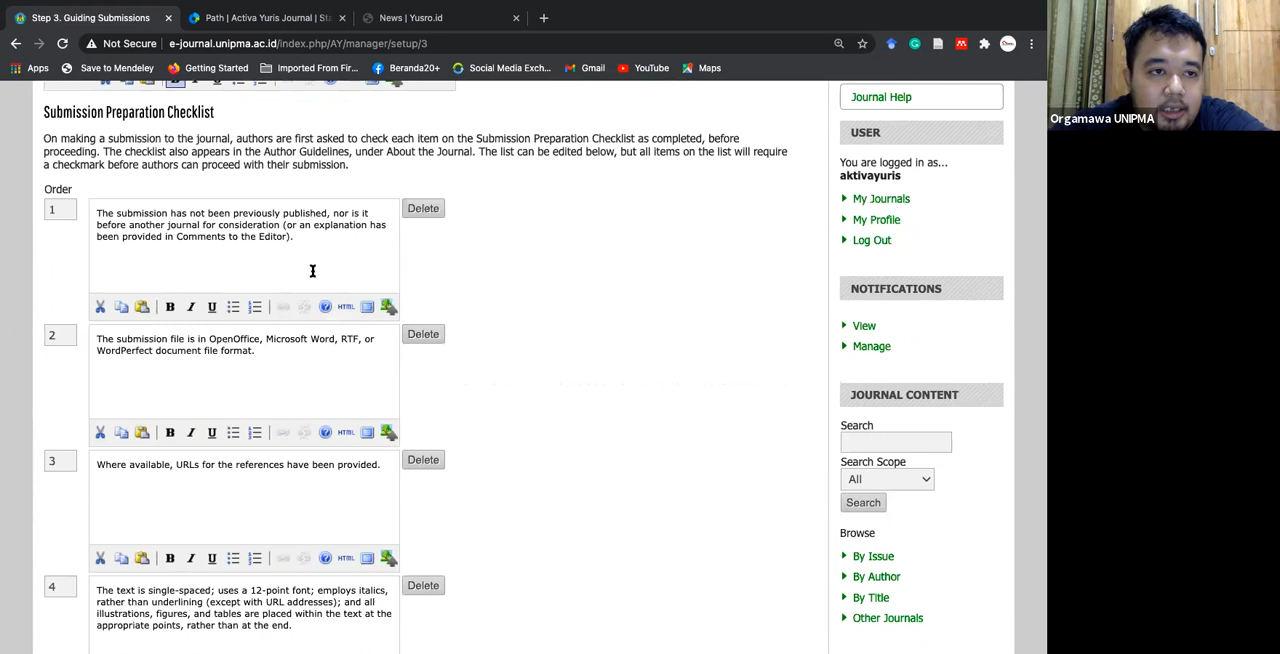 Step 3. Guiding Submissions
Path | Activa Yuris Journal | Sta
News | Yusro.id
Not Secure | e-journal.unipma.ac.id/index.php/AY/manager/setup/3
Apps Save to Mendeley Getting Started Imported From Fir... Beranda20+ Social Media Exch... Gmail YouTube Maps
Orgamawa UNIPMA
Submission Preparation Checklist
On making a submission to the journal, authors are first asked to check each item on the Submission Preparation Checklist as completed, before
proceeding. The checklist also appears in the Author Guidelines, under About the Journal. The list can be edited below, but all items on the list will require
a checkmark before authors can proceed with their submission.
Order
1
The submission has not been previously published, nor is it
before another journal for consideration (or an explanation has
been provided in Comments to the Editor).
Delete
B I U HTML
2
The submission file is in OpenOffice, Microsoft Word, RTF, or
WordPerfect document file format.
Delete
B I U HTML
3
Where available, URLs for the references have been provided.
Delete
B I U HTML
4
The text is single-spaced; uses a 12-point font; employs italics,
rather than underlining (except with URL addresses); and all
illustrations, figures, and tables are placed within the text at the
appropriate points, rather than at the end.
Delete
Journal Help
USER
You are logged in as...
aktivayuris
My Journals
My Profile
Log Out
NOTIFICATIONS
View
Manage
JOURNAL CONTENT
Search
Search Scope
All
Search
Browse
By Issue
By Author
By Title
Other Journals